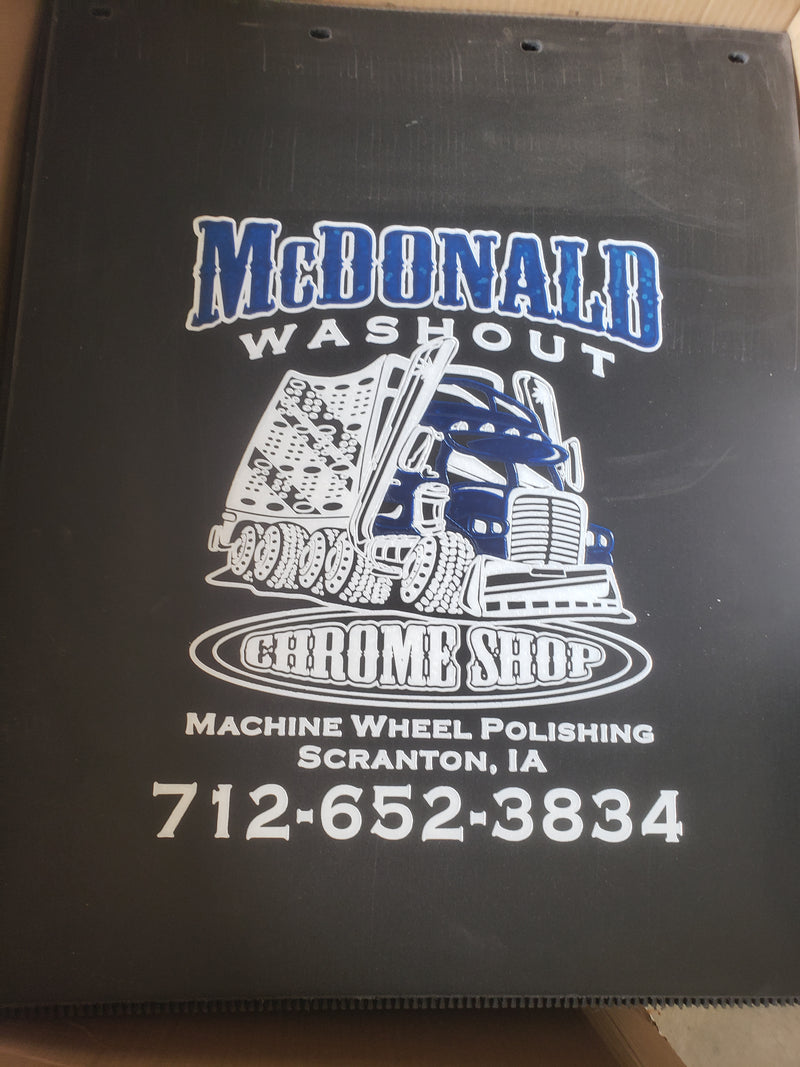 McDONALD
WASHOUT
CHROME SHOP
MACHINE WHEEL POLISHING
SCRANTON, IA
712-652-3834